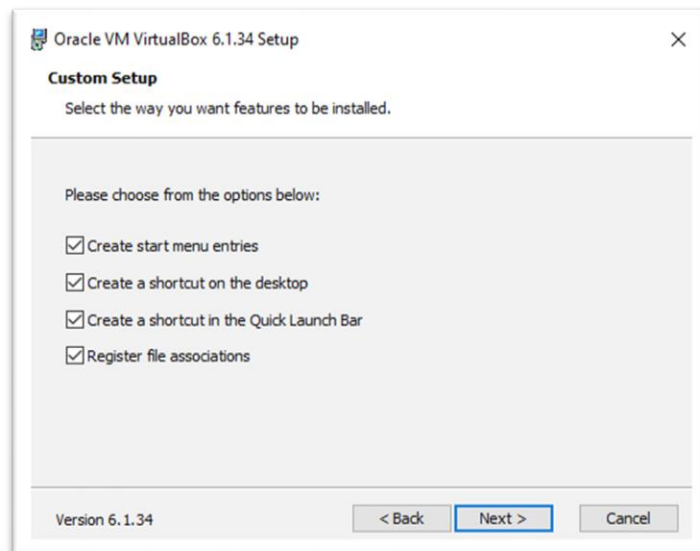 Oracle VM VirtualBox 6.1.34 Setup
Custom Setup
Select the way you want features to be installed.
Please choose from the options below:
Create start menu entries
Create a shortcut on the desktop
Create a shortcut in the Quick Launch Bar
Register file associations
Version 6.1.34
< Back
Next >
Cancel